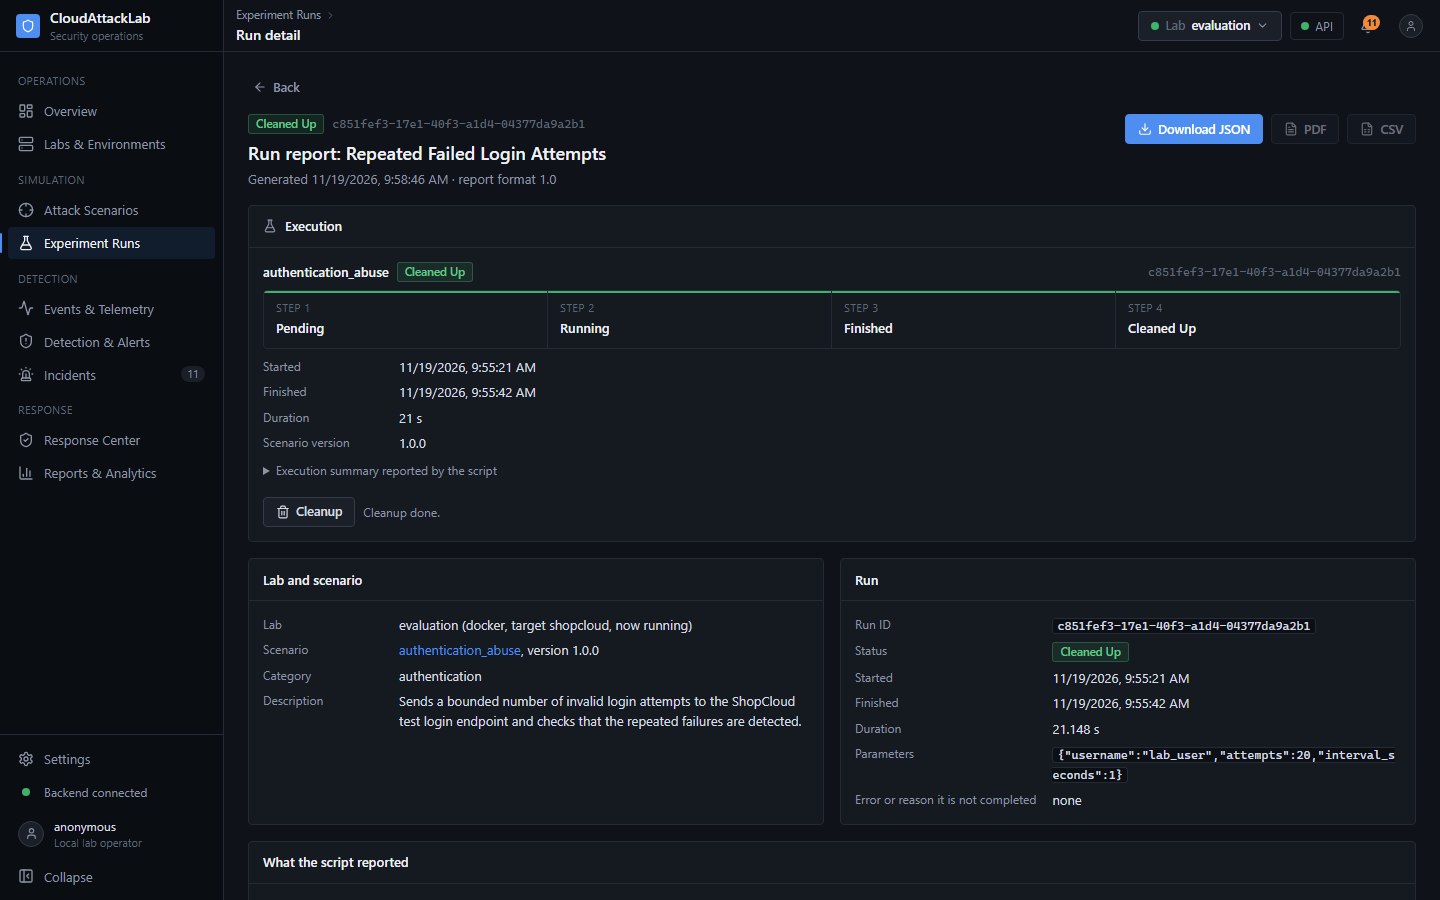 CloudAttackLab
Security operations
OPERATIONS
Overview
Labs & Environments
SIMULATION
Attack Scenarios
Experiment Runs
DETECTION
Events & Telemetry
Detection & Alerts
Incidents 11
RESPONSE
Response Center
Reports & Analytics
Settings
Backend connected
anonymous
Local lab operator
Collapse
Experiment Runs
Run detail
Lab evaluation
API
11
Back
Cleaned Up c851fef3-17e1-40f3-a1d4-04377da9a2b1
Run report: Repeated Failed Login Attempts
Generated 11/19/2026, 9:58:46 AM · report format 1.0
Download JSON
PDF
CSV
Execution
authentication_abuse Cleaned Up c851fef3-17e1-40f3-a1d4-04377da9a2b1
STEP 1
Pending
STEP 2
Running
STEP 3
Finished
STEP 4
Cleaned Up
Started 11/19/2026, 9:55:21 AM
Finished 11/19/2026, 9:55:42 AM
Duration 21 s
Scenario version 1.0.0
Execution summary reported by the script
Cleanup Cleanup done.
Lab and scenario
Lab evaluation (docker, target shopcloud, now running)
Scenario authentication_abuse, version 1.0.0
Category authentication
Description Sends a bounded number of invalid login attempts to the ShopCloud
test login endpoint and checks that the repeated failures are detected.
Run
Run ID c851fef3-17e1-40f3-a1d4-04377da9a2b1
Status Cleaned Up
Started 11/19/2026, 9:55:21 AM
Finished 11/19/2026, 9:55:42 AM
Duration 21.148 s
Parameters {"username":"lab_user","attempts":20,"interval_s
econds":1}
Error or reason it is not completed none
What the script reported